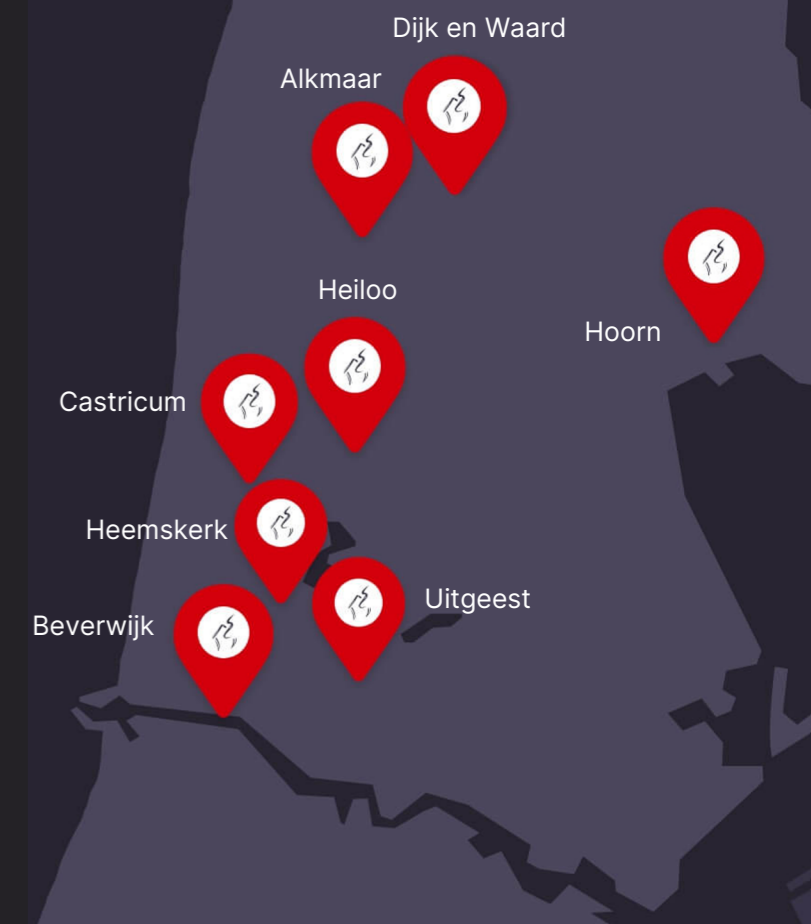 Dijk en Waard
Alkmaar
Heiloo
Hoorn
Castricum
Heemskerk
Uitgeest
Beverwijk